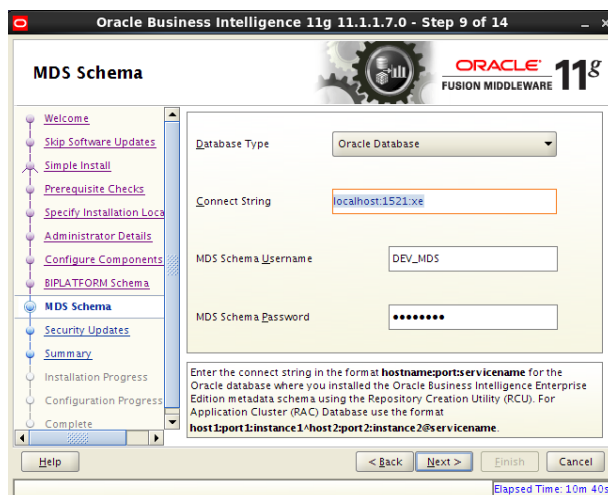 Oracle Business Intelligence 11g 11.1.1.7.0 - Step 9 of 14
MDS Schema
ORACLE
FUSION MIDDLEWARE
11g
Welcome
Skip Software Updates
Simple Install
Prerequisite Checks
Specify Installation Loca
Administrator Details
Configure Components
BIPLATFORM Schema
MDS Schema
Security Updates
Summary
Installation Progress
Configuration Progress
Complete
Database Type
Oracle Database
Connect String
localhost:1521:xe
MDS Schema Username
DEV_MDS
MDS Schema Password
••••••••
Enter the connect string in the format hostname:port:servicename for the
Oracle database where you installed the Oracle Business Intelligence Enterprise
Edition metadata schema using the Repository Creation Utility (RCU). For
Application Cluster (RAC) Database use the format
host1:port1:instance1^host2:port2:instance2@servicename.
Help
< Back
Next >
Finish
Cancel
Elapsed Time: 10m 40s